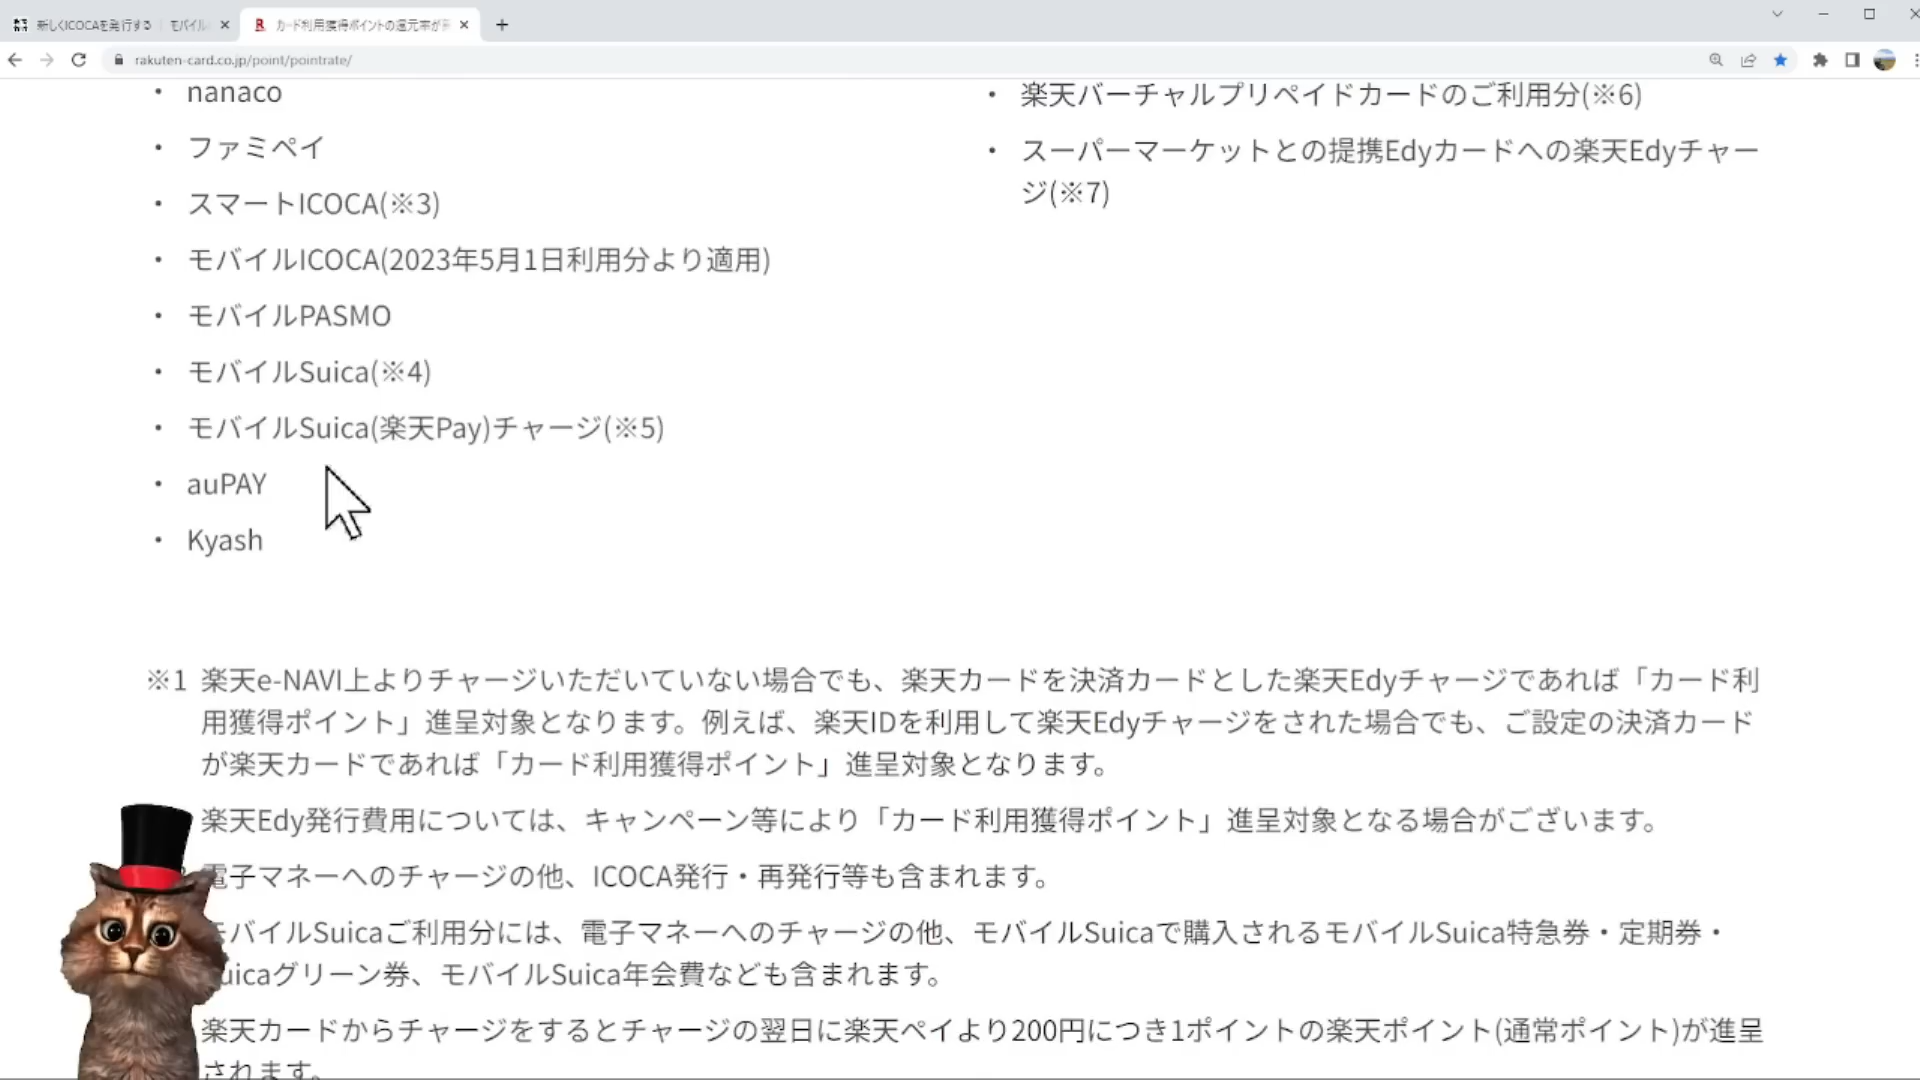 新しくICOCAを発行する
モバイル
カード利用獲得ポイントの還元率が
rakuten-card.co.jp/point/pointrate/
・ nanaco
・ ファミペイ
・ スマートICOCA(※3)
・ モバイルICOCA(2023年5月1日利用分より適用)
・ モバイルPASMO
・ モバイルSuica(※4)
・ モバイルSuica(楽天Pay)チャージ(※5)
・ auPAY
・ Kyash
・ 楽天バーチャルプリペイドカードのご利用分(※6)
・ スーパーマーケットとの提携Edyカードへの楽天Edyチャー
ジ(※7)
※1 楽天e-NAVI上よりチャージいただいていない場合でも、楽天カードを決済カードとした楽天Edyチャージであれば「カード利
用獲得ポイント」進呈対象となります。例えば、楽天IDを利用して楽天Edyチャージをされた場合でも、ご設定の決済カード
が楽天カードであれば「カード利用獲得ポイント」進呈対象となります。
楽天Edy発行費用については、キャンペーン等により「カード利用獲得ポイント」進呈対象となる場合がございます。
電子マネーへのチャージの他、ICOCA発行・再発行等も含まれます。
モバイルSuicaご利用分には、電子マネーへのチャージの他、モバイルSuicaで購入されるモバイルSuica特急券・定期券・
Suicaグリーン券、モバイルSuica年会費なども含まれます。
楽天カードからチャージをするとチャージの翌日に楽天ペイより200円につき1ポイントの楽天ポイント(通常ポイント)が進呈
されます。